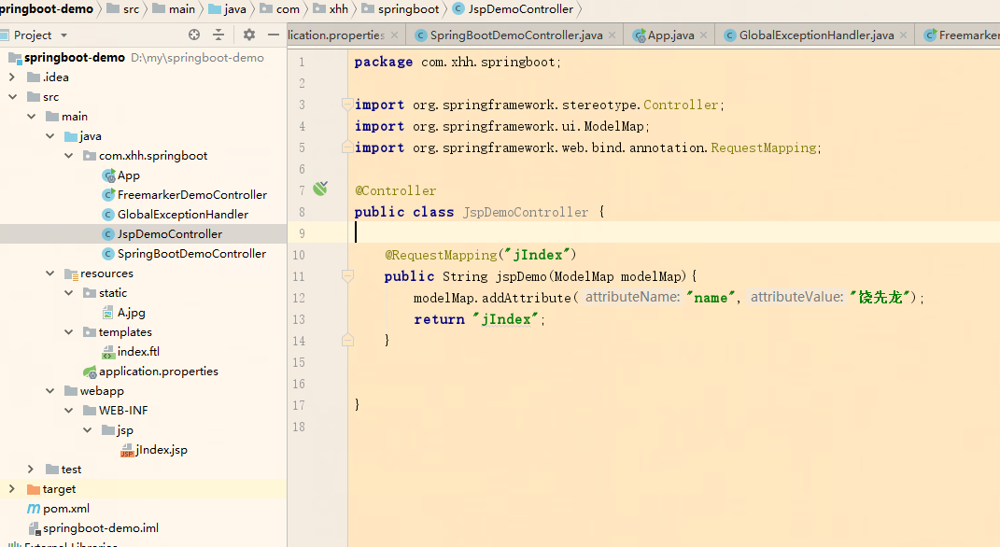 pringboot-demo src main java com xhh springboot JspDemoController
Project
lication.properties SpringBootDemoController.java App.java GlobalExceptionHandler.java Freemarker
springboot-demo D:\my\springboot-demo
.idea
src
main
java
com.xhh.springboot
App
FreemarkerDemoController
GlobalExceptionHandler
JspDemoController
SpringBootDemoController
resources
static
A.jpg
templates
index.ftl
application.properties
webapp
WEB-INF
jsp
jIndex.jsp
test
target
pom.xml
springboot-demo.iml
External Libraries
1 package com.xhh.springboot;
2
3 import org.springframework.stereotype.Controller;
4 import org.springframework.ui.ModelMap;
5 import org.springframework.web.bind.annotation.RequestMapping;
6
7 @Controller
8 public class JspDemoController {
9
10 @RequestMapping("jIndex")
11 public String jspDemo(ModelMap modelMap){
12 modelMap.addAttribute( attributeName: "name", attributeValue: "饶先龙");
13 return "jIndex";
14 }
15
16
17 }
18